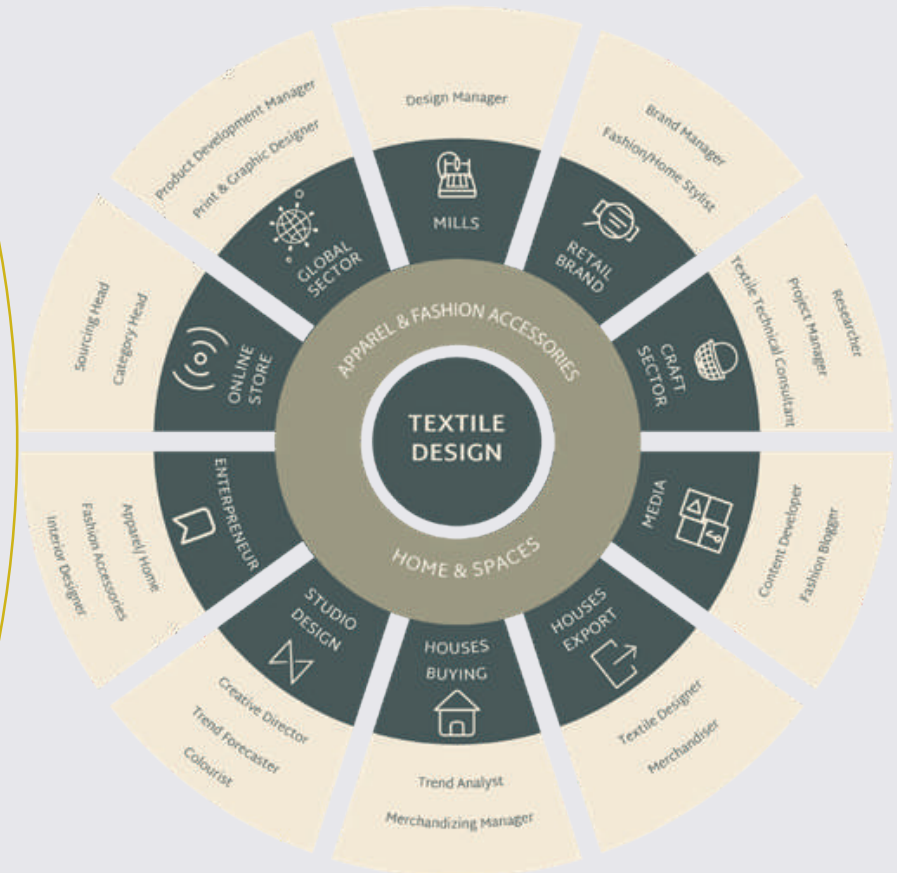 TEXTILE
DESIGN
APPAREL & FASHION ACCESSORIES
HOME & SPACES
MILLS
Design Manager
RETAIL
BRAND
Brand Manager
Fashion/Home Stylist
CRAFT
SECTOR
Researcher
Project Manager
Textile Technical Consultant
MEDIA
Content Developer
Fashion Blogger
HOUSES
EXPORT
Textile Designer
Merchandiser
HOUSES
BUYING
Trend Analyst
Merchandizing Manager
STUDIO
DESIGN
Creative Director
Trend Forecaster
Colourist
ENTERPRENEUR
Apparel/ Home
Fashion Accessories
Interior Designer
ONLINE
STORE
Sourcing Head
Category Head
GLOBAL
SECTOR
Product Development Manager
Print & Graphic Designer